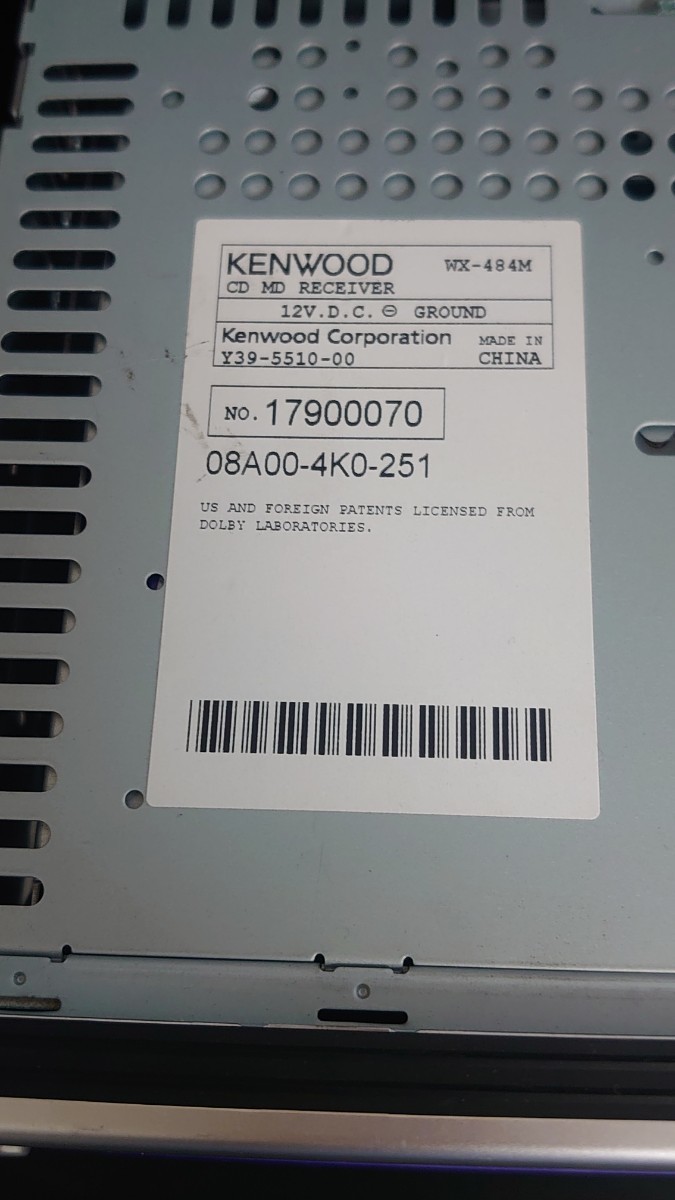 KENWOOD WX-484M
CD MD RECEIVER
12V.D.C. ⊖ GROUND
Kenwood Corporation MADE IN
Y39-5510-00 CHINA
NO. 17900070
08A00-4K0-251
US AND FOREIGN PATENTS LICENSED FROM
DOLBY LABORATORIES.